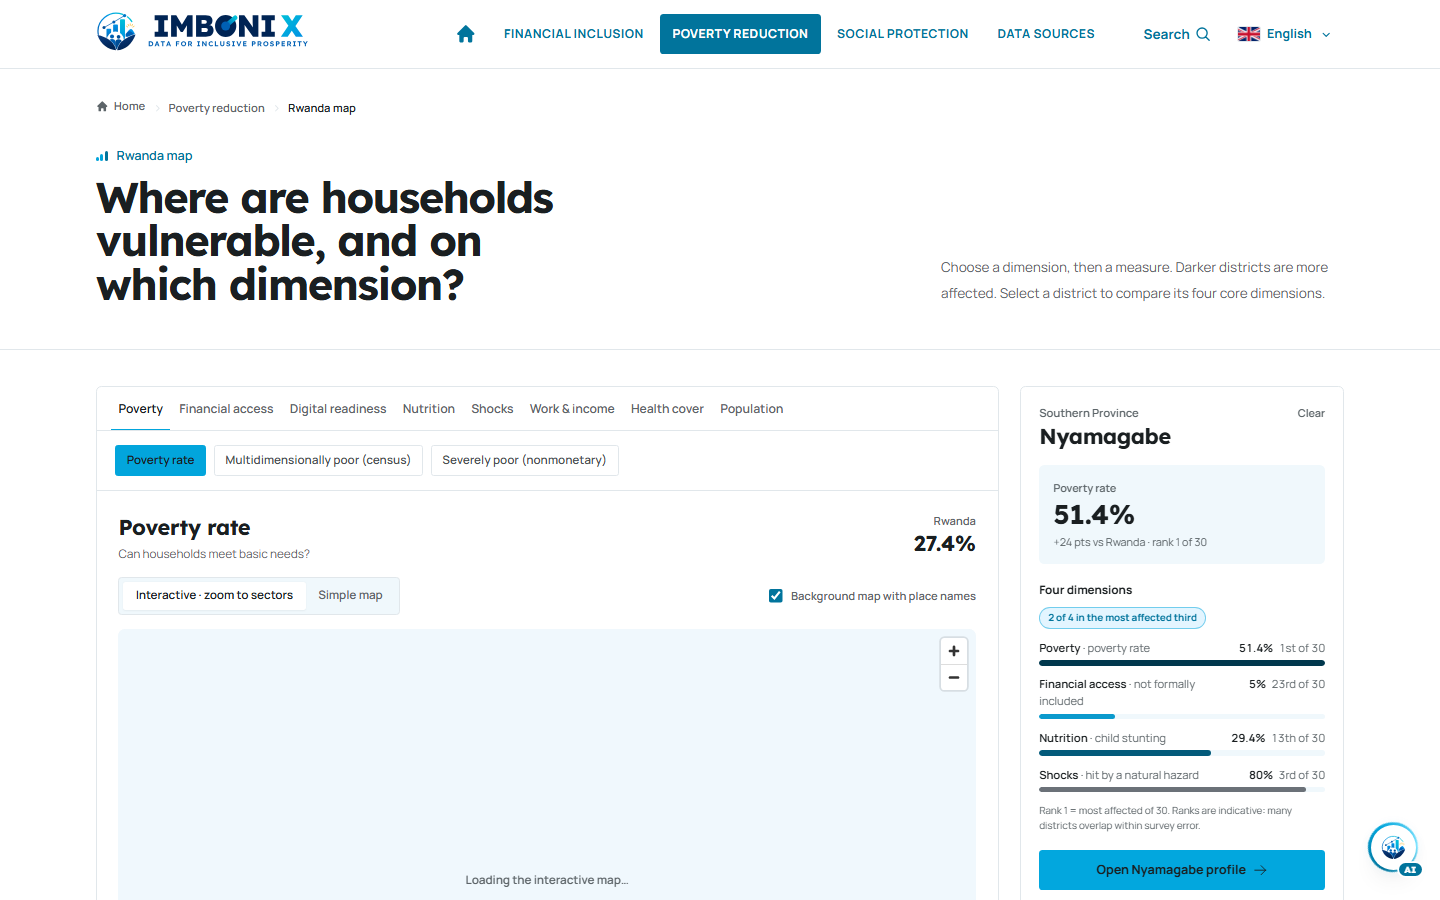 IMBONI X
DATA FOR INCLUSIVE PROSPERITY
FINANCIAL INCLUSION
POVERTY REDUCTION
SOCIAL PROTECTION
DATA SOURCES
Search
English
Home
Poverty reduction
Rwanda map
Rwanda map
Where are households
vulnerable, and on
which dimension?
Choose a dimension, then a measure. Darker districts are more
affected. Select a district to compare its four core dimensions.
Poverty
Financial access
Digital readiness
Nutrition
Shocks
Work & income
Health cover
Population
Poverty rate
Multidimensionally poor (census)
Severely poor (nonmonetary)
Poverty rate
Can households meet basic needs?
Rwanda
27.4%
Interactive · zoom to sectors
Simple map
Background map with place names
+
−
Loading the interactive map…
Southern Province
Clear
Nyamagabe
Poverty rate
51.4%
+24 pts vs Rwanda · rank 1 of 30
Four dimensions
2 of 4 in the most affected third
Poverty · poverty rate 51.4% 1st of 30
Financial access · not formally 5% 23rd of 30
included
Nutrition · child stunting 29.4% 13th of 30
Shocks · hit by a natural hazard 80% 3rd of 30
Rank 1 = most affected of 30. Ranks are indicative: many
districts overlap within survey error.
Open Nyamagabe profile →
AI